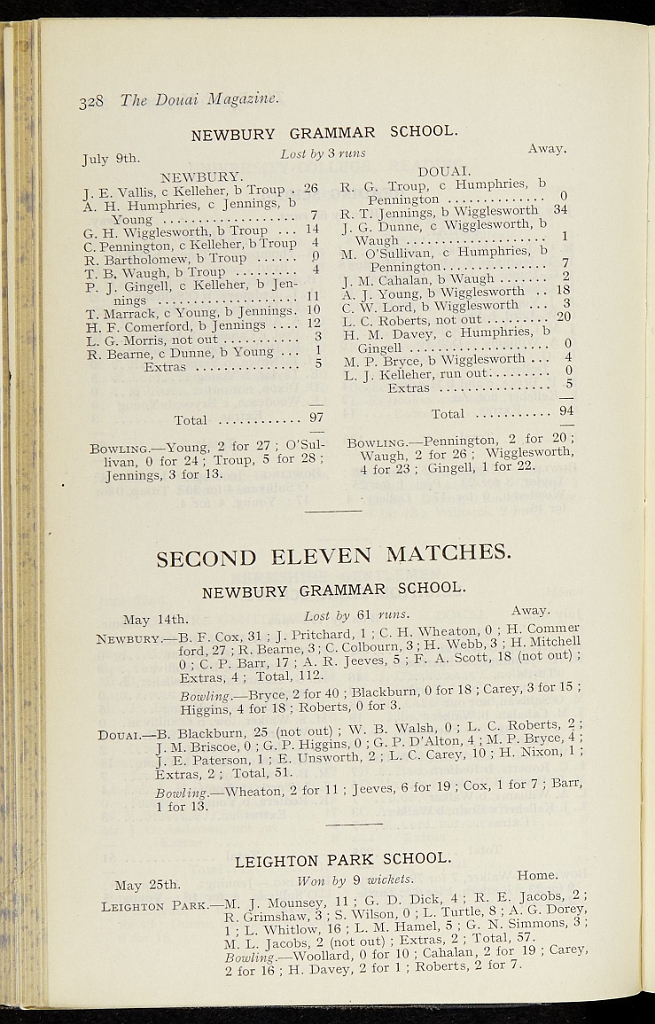 328 The Douai Magazine.
NEWBURY GRAMMAR SCHOOL.
July 9th. Lost by 3 runs Away.
NEWBURY.
J. E. Vallis, c Kelleher, b Troup . 26
A. H. Humphries, c Jennings, b
Young .................. 7
G. H. Wigglesworth, b Troup ... 14
C. Pennington, c Kelleher, b Troup 4
R. Bartholomew, b Troup ...... 0
T. B. Waugh, b Troup ......... 4
P. J. Gingell, c Kelleher, b Jen-
nings ................... 11
T. Marrack, c Young, b Jennings. 10
H. F. Comerford, b Jennings .... 12
L. G. Morris, not out ........... 3
R. Bearne, c Dunne, b Young ... 1
Extras .............. 5
Total ............ 97
BOWLING.—Young, 2 for 27 ; O'Sul-
livan, 0 for 24 ; Troup, 5 for 28 ;
Jennings, 3 for 13.
DOUAI.
R. G. Troup, c Humphries, b
Pennington ............. 0
R. T. Jennings, b Wigglesworth 34
J. G. Dunne, c Wigglesworth, b
Waugh ................... 1
M. O'Sullivan, c Humphries, b
Pennington.............. 7
J. M. Cahalan, b Waugh ....... 2
A. J. Young, b Wigglesworth .. 18
C. W. Lord, b Wigglesworth ... 3
L. C. Roberts, not out ......... 20
H. M. Davey, c Humphries, b
Gingell ................... 0
M. P. Bryce, b Wigglesworth ... 4
L. J. Kelleher, run out......... 0
Extras ............... 5
Total ........... 94
BOWLING.—Pennington, 2 for 20 ;
Waugh, 2 for 26 ; Wigglesworth,
4 for 23 ; Gingell, 1 for 22.
SECOND ELEVEN MATCHES.
NEWBURY GRAMMAR SCHOOL.
May 14th. Lost by 61 runs. Away.
NEWBURY.—B. F. Cox, 31 ; J. Pritchard, 1 ; C. H. Wheaton, 0 ; H. Commer
ford, 27 ; R. Bearne, 3 ; C. Colbourn, 3 ; H. Webb, 3 ; H. Mitchell
0 ; C. P. Barr, 17 ; A. R. Jeeves, 5 ; F. A. Scott, 18 (not out) ;
Extras, 4 ; Total, 112.
Bowling.—Bryce, 2 for 40 ; Blackburn, 0 for 18 ; Carey, 3 for 15 ;
Higgins, 4 for 18 ; Roberts, 0 for 3.
DOUAI.—B. Blackburn, 25 (not out) ; W. B. Walsh, 0 ; L. C. Roberts, 2 ;
J. M. Briscoe, 0 ; G. P. Higgins, 0 ; G. P. D'Alton, 4 ; M. P. Bryce, 4 ;
J. E. Paterson, 1 ; E. Unsworth, 2 ; L. C. Carey, 10 ; H. Nixon, 1 ;
Extras, 2 ; Total, 51.
Bowling.—Wheaton, 2 for 11 ; Jeeves, 6 for 19 ; Cox, 1 for 7 ; Barr,
1 for 13.
LEIGHTON PARK SCHOOL.
May 25th. Won by 9 wickets. Home.
LEIGHTON PARK.—M. J. Mounsey, 11 ; G. D. Dick, 4 ; R. E. Jacobs, 2 ;
R. Grimshaw, 3 ; S. Wilson, 0 ; L. Turtle, 8 ; A. G. Dorey,
1 ; L. Whitlow, 16 ; L. M. Hamel, 5 ; G. N. Simmons, 3 ;
M. L. Jacobs, 2 (not out) ; Extras, 2 ; Total, 57.
Bowling.—Woollard, 0 for 10 ; Cahalan, 2 for 19 ; Carey,
2 for 16 ; H. Davey, 2 for 1 ; Roberts, 2 for 7.